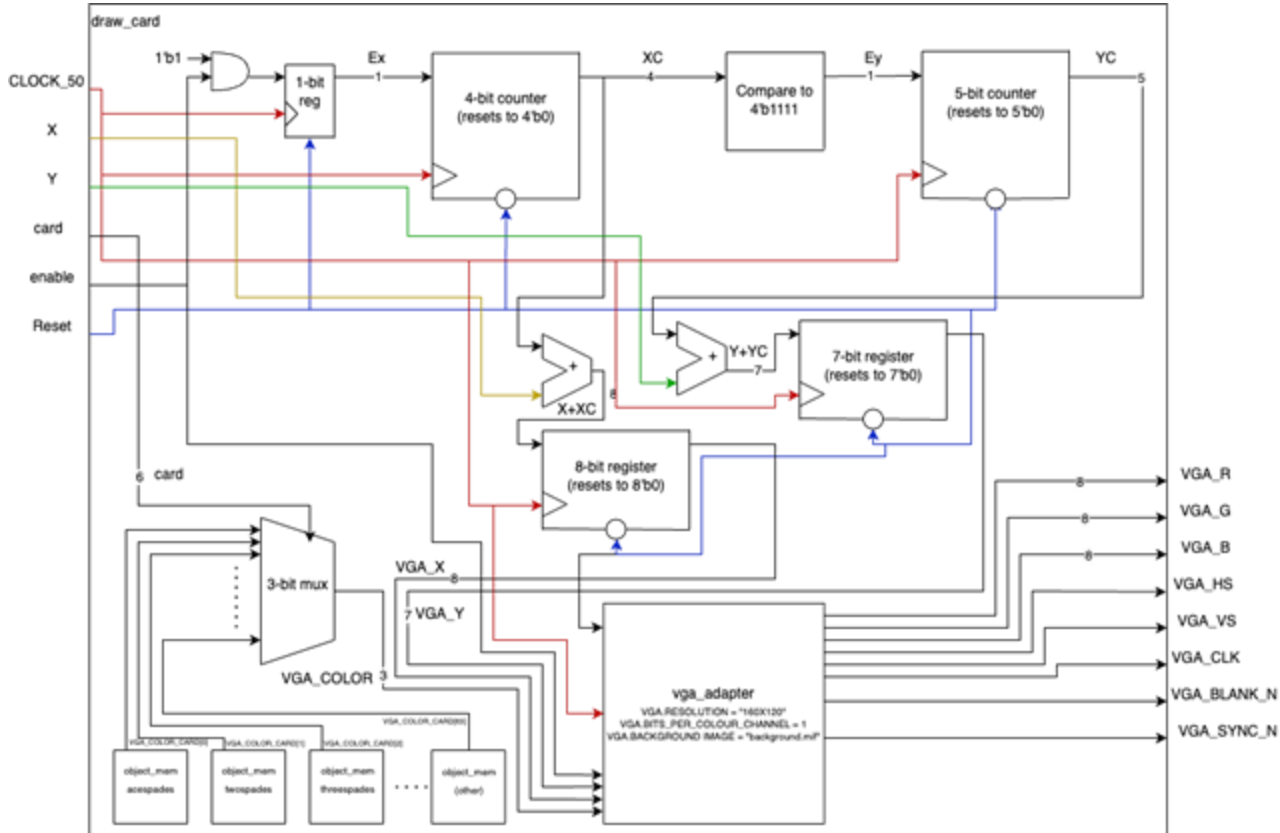 draw_card
1'b1
Ex
1
XC
4
Ey
1
YC
5
CLOCK_50
X
Y
card
enable
Reset
1-bit
reg
4-bit counter
(resets to 4'b0)
Compare to
4'b1111
5-bit counter
(resets to 5'b0)
+
X+XC
8
+
Y+YC
7
7-bit register
(resets to 7'b0)
8-bit register
(resets to 8'b0)
6
card
3-bit mux
VGA_X
8
7
VGA_Y
VGA_COLOR
3
vga_adapter
VGA.RESOLUTION = "160X120"
VGA.BITS_PER_COLOUR_CHANNEL = 1
VGA.BACKGROUND IMAGE = "background.mif"
8
VGA_R
8
VGA_G
8
VGA_B
VGA_HS
VGA_VS
VGA_CLK
VGA_BLANK_N
VGA_SYNC_N
VGA_COLOR_CARD[0]
VGA_COLOR_CARD[1]
VGA_COLOR_CARD[2]
object_mem
acespades
object_mem
twospades
object_mem
threespades
object_mem
(other)